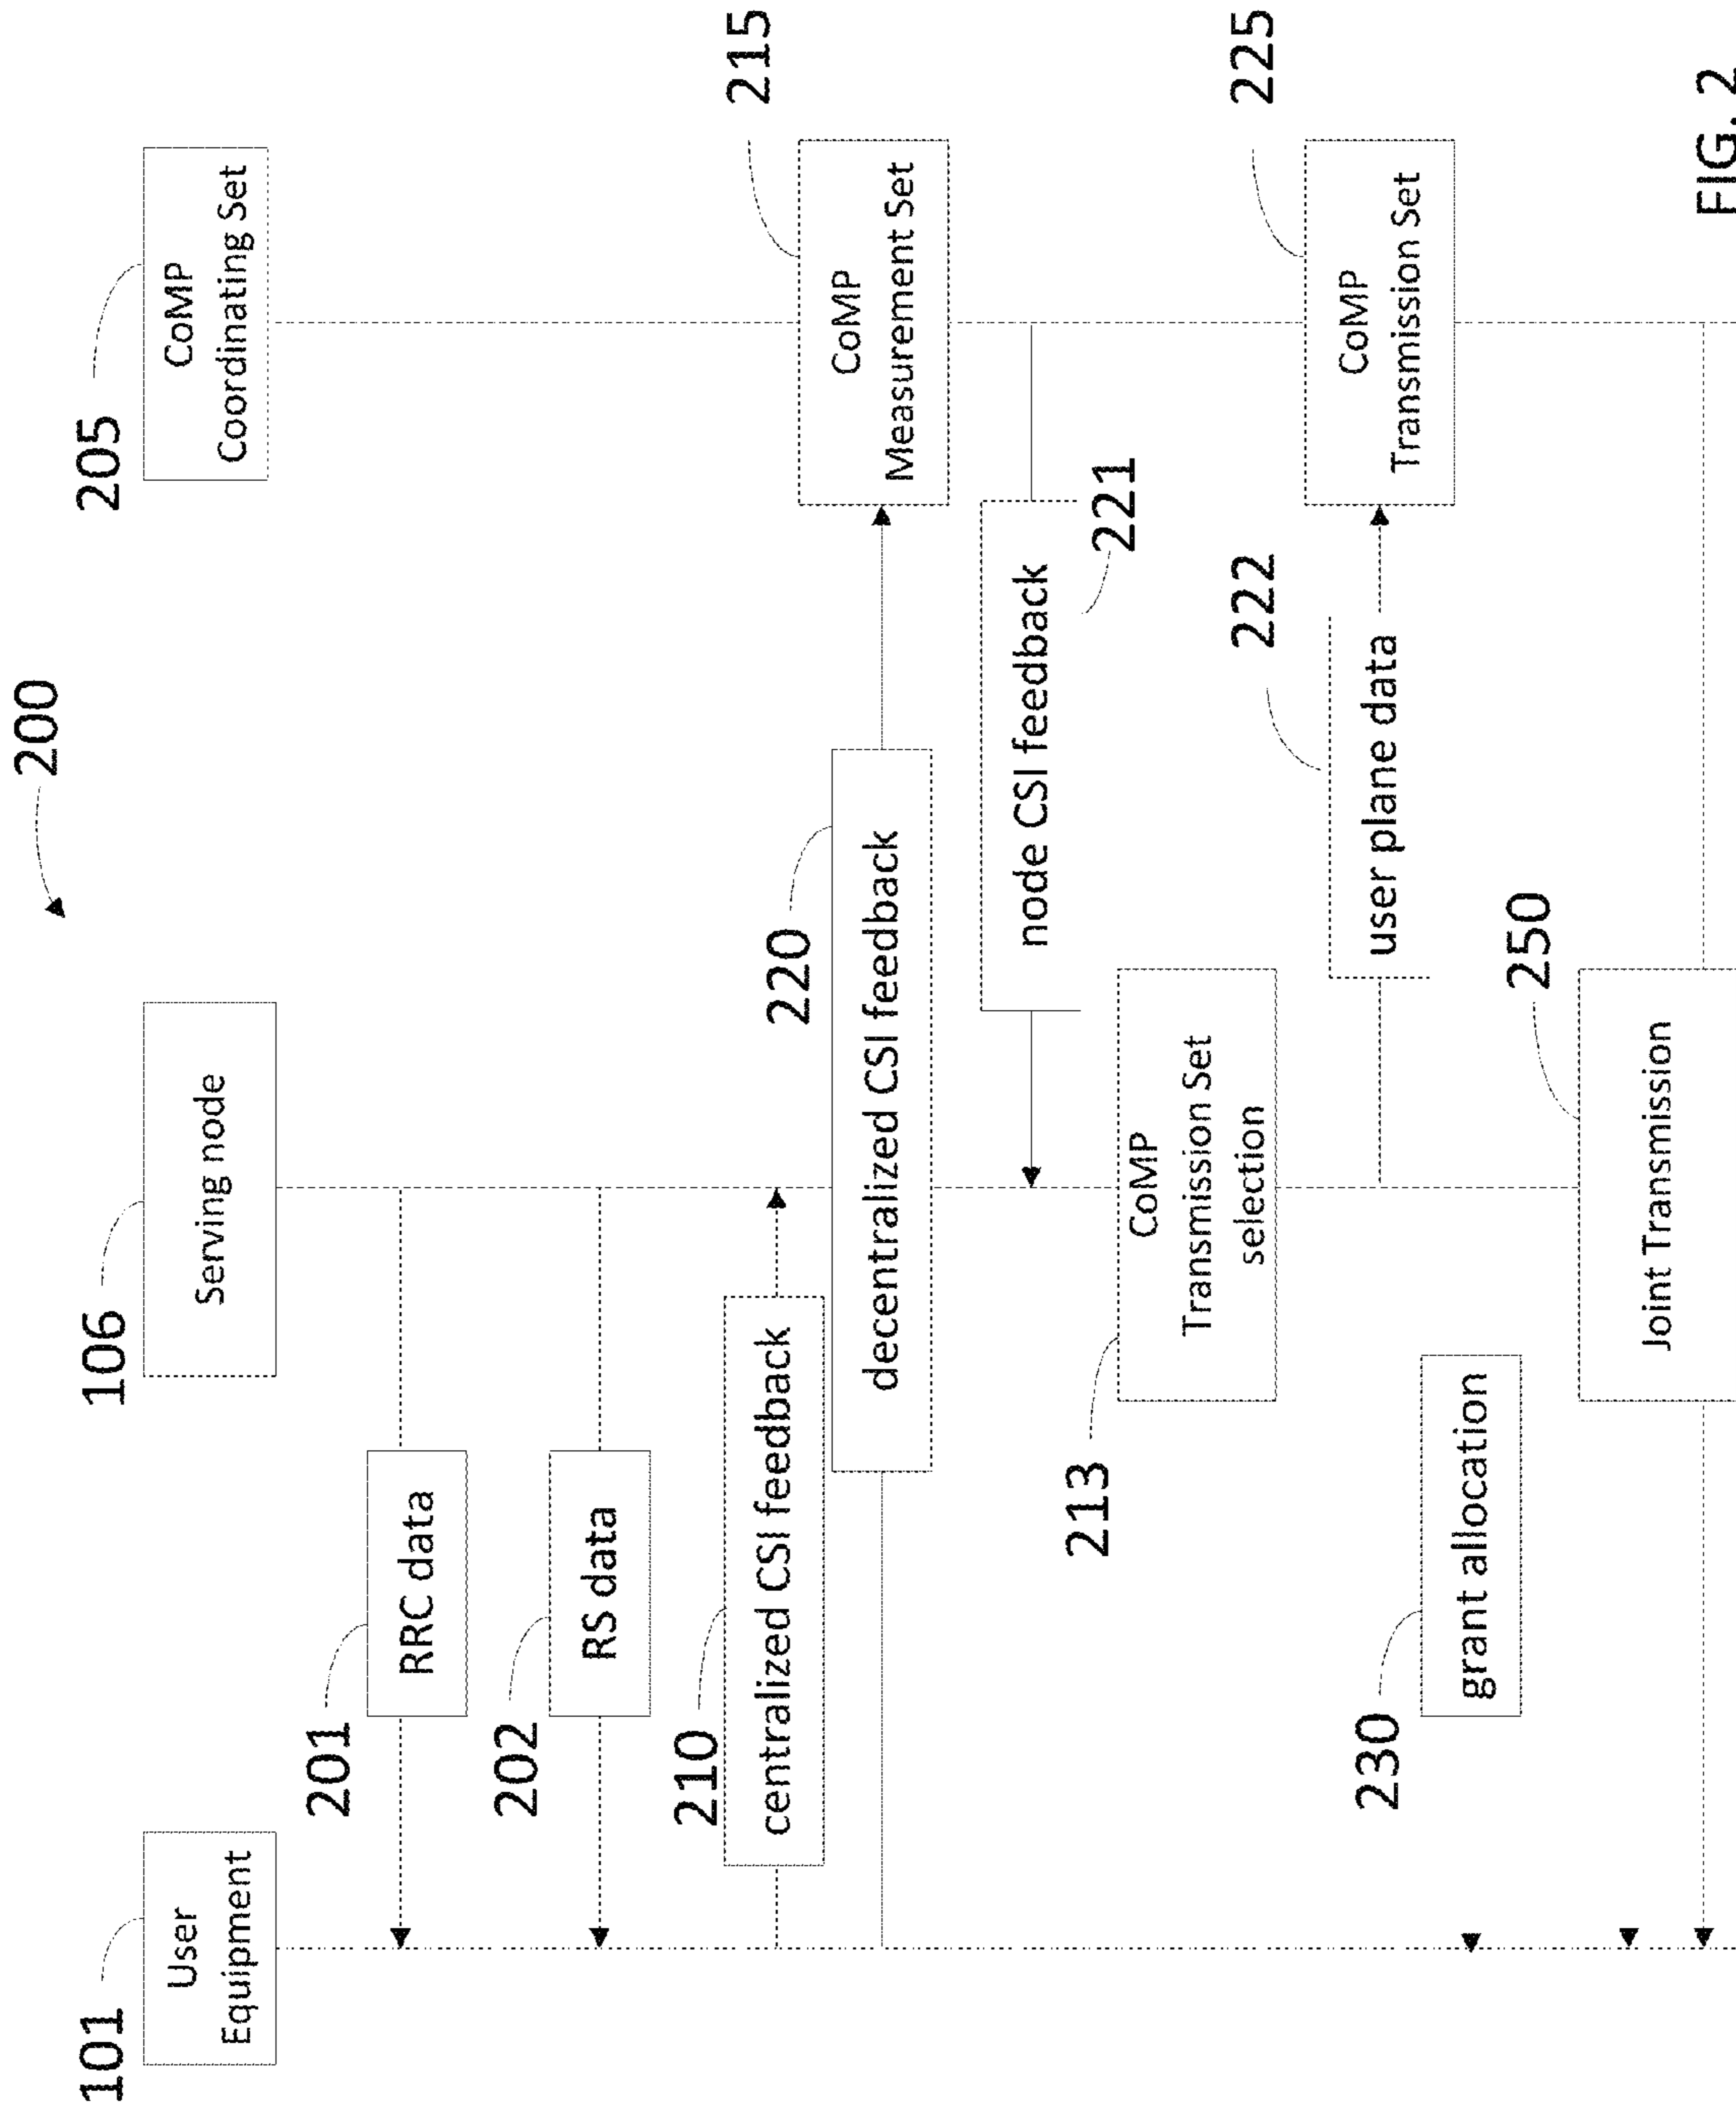 200
101
User
Equipment
106
Serving node
205
CoMP
Coordinating Set
201
RRC data
202
RS data
210
centralized CSI feedback
220
decentralized CSI feedback
215
CoMP
Measurement Set
node CSI feedback
221
213
CoMP
Transmission Set
selection
222
user plane data
225
CoMP
Transmission Set
230
grant allocation
250
Joint Transmission
FIG. 2